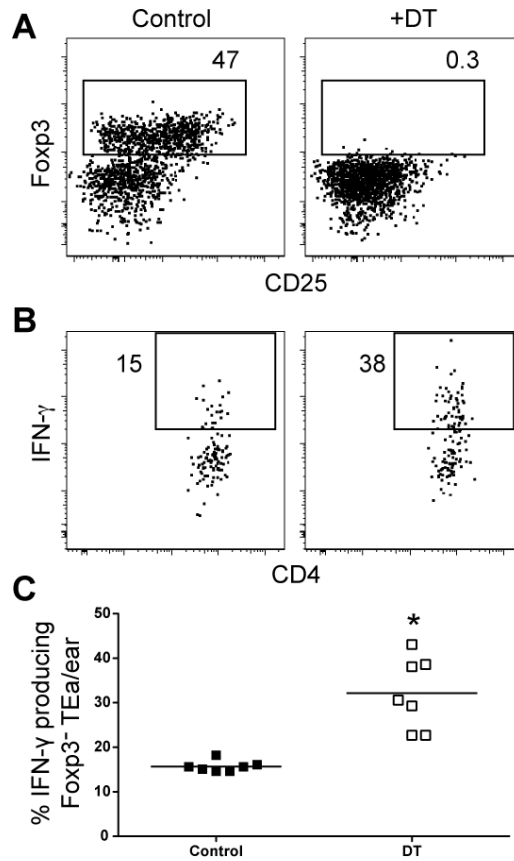 A
Control
+DT
47
0.3
Foxp3
CD25
B
15
38
IFN-γ
CD4
C
*
% IFN-γ producing
Foxp3⁻ TEa/ear
50
40
30
20
10
0
Control
DT